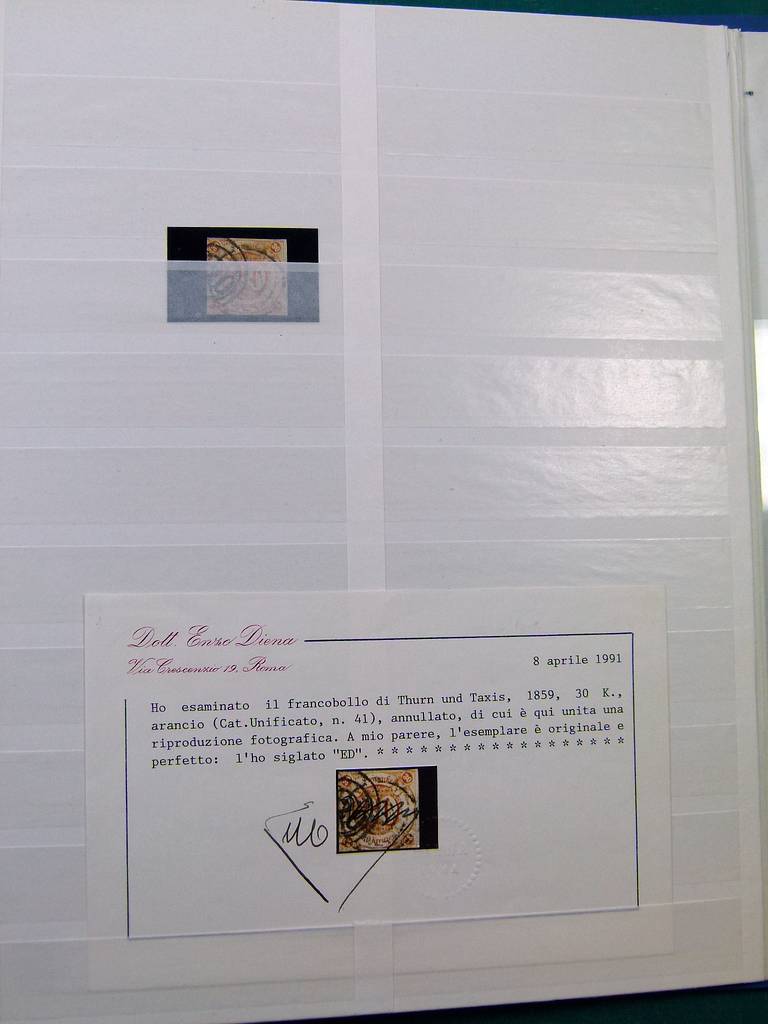 Dott. Enzo Diena
Via Crescenzio 19, Roma
8 aprile 1991
Ho esaminato il francobollo di Thurn und Taxis, 1859, 30 K.,
arancio (Cat.Unificato, n. 41), annullato, di cui è qui unita una
riproduzione fotografica. A mio parere, l'esemplare è originale e
perfetto: l'ho siglato "ED". * * * * * * * * * * * * * * * * *